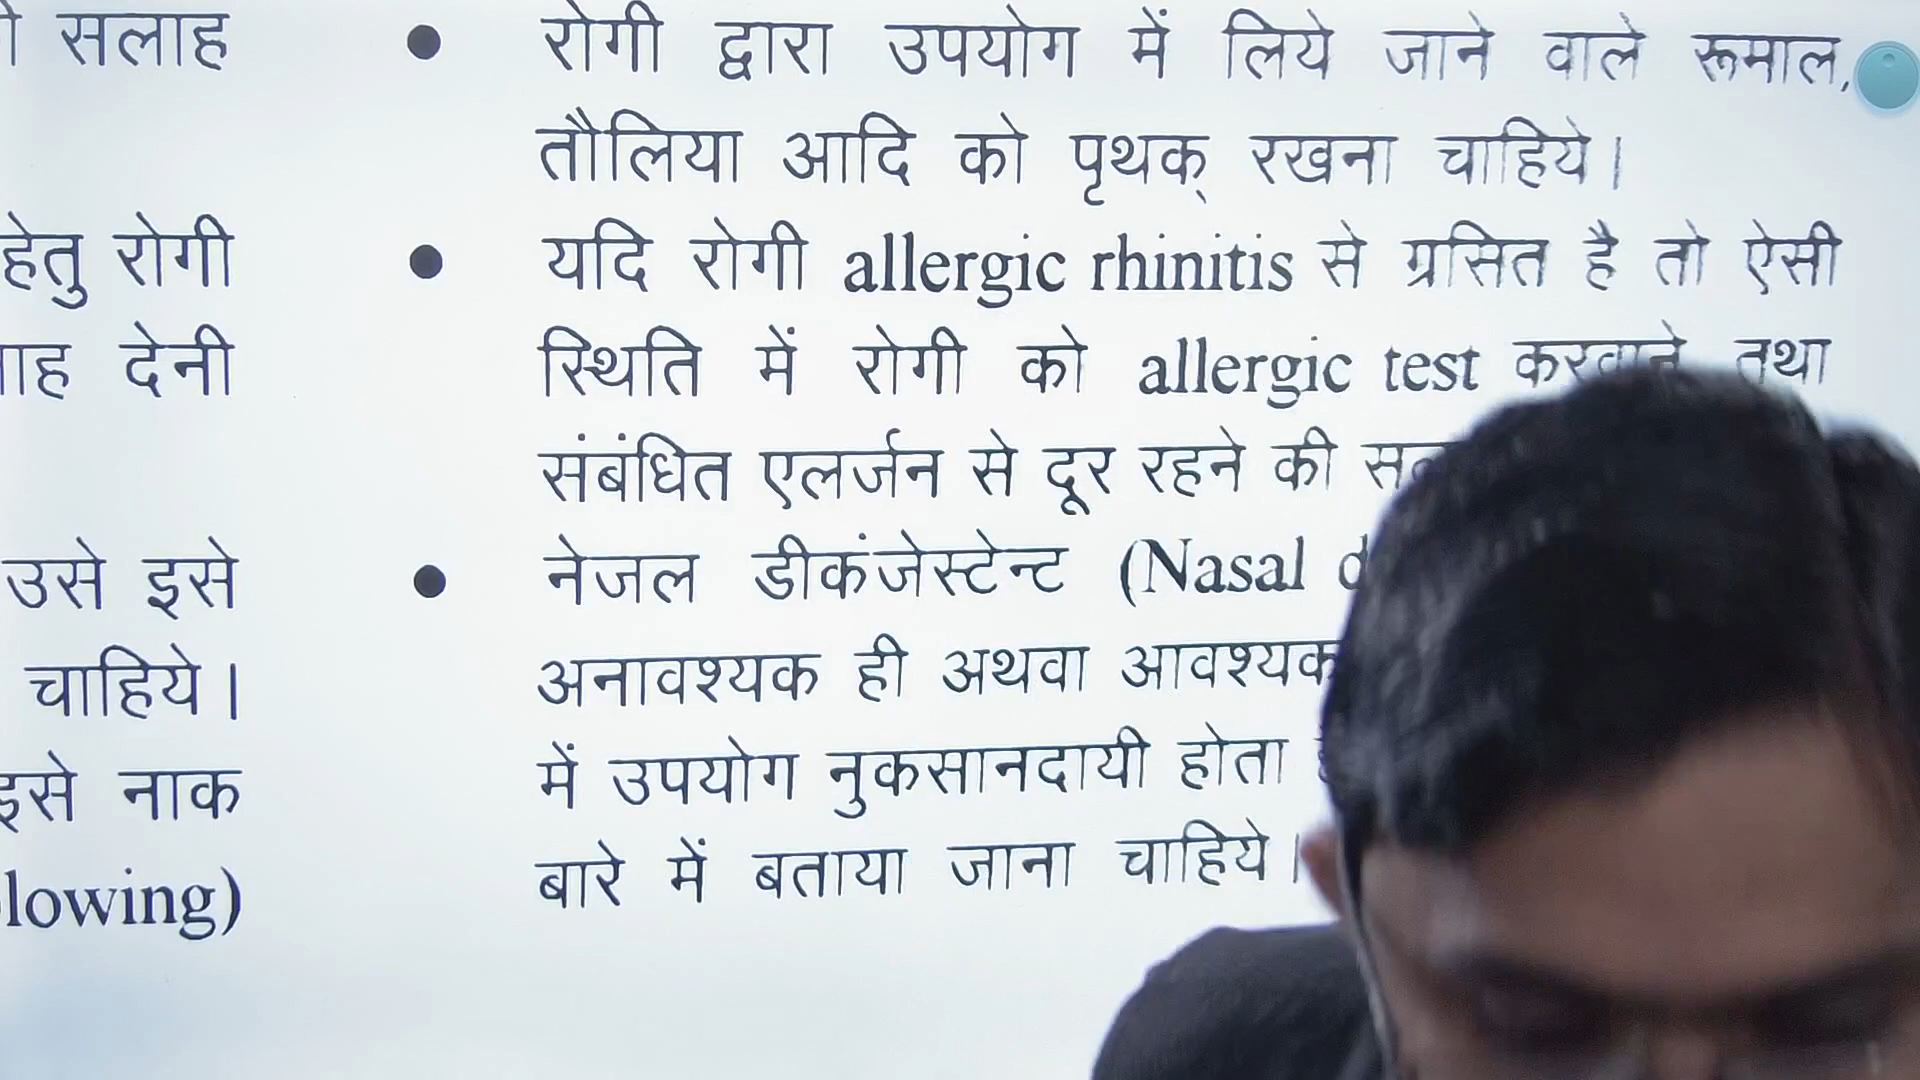 सलाह
हेतु रोगी
देनी
उसे इसे
चाहिये।
इसे नाक
lowing)
• रोगी द्वारा उपयोग में लिये जाने वाले रूमाल,
तौलिया आदि को पृथक् रखना चाहिये।
• यदि रोगी allergic rhinitis से ग्रसित है तो ऐसी
स्थिति में रोगी को allergic test करवाने तथा
संबंधित एलर्जन से दूर रहने की
• नेजल डीकंजेस्टेन्ट (Nasal
अनावश्यक ही अथवा आवश्यक
में उपयोग नुकसानदायी होता
बारे में बताया जाना चाहिये।